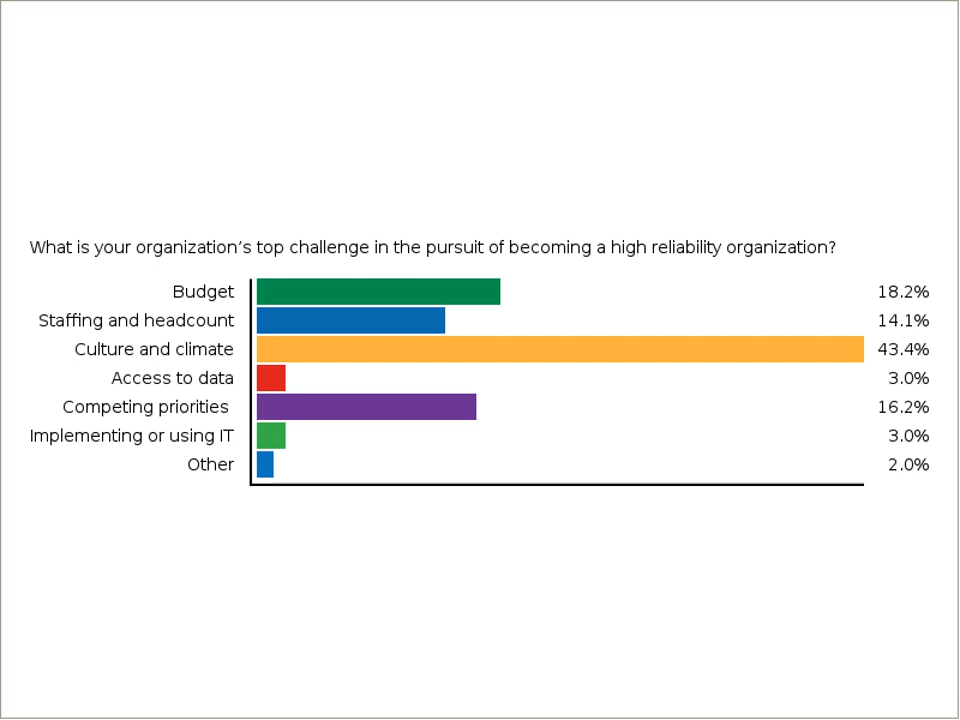 What is your organization’s top challenge in the pursuit of becoming a high reliability organization?
Budget 18.2%
Staffing and headcount 14.1%
Culture and climate 43.4%
Access to data 3.0%
Competing priorities 16.2%
Implementing or using IT 3.0%
Other 2.0%